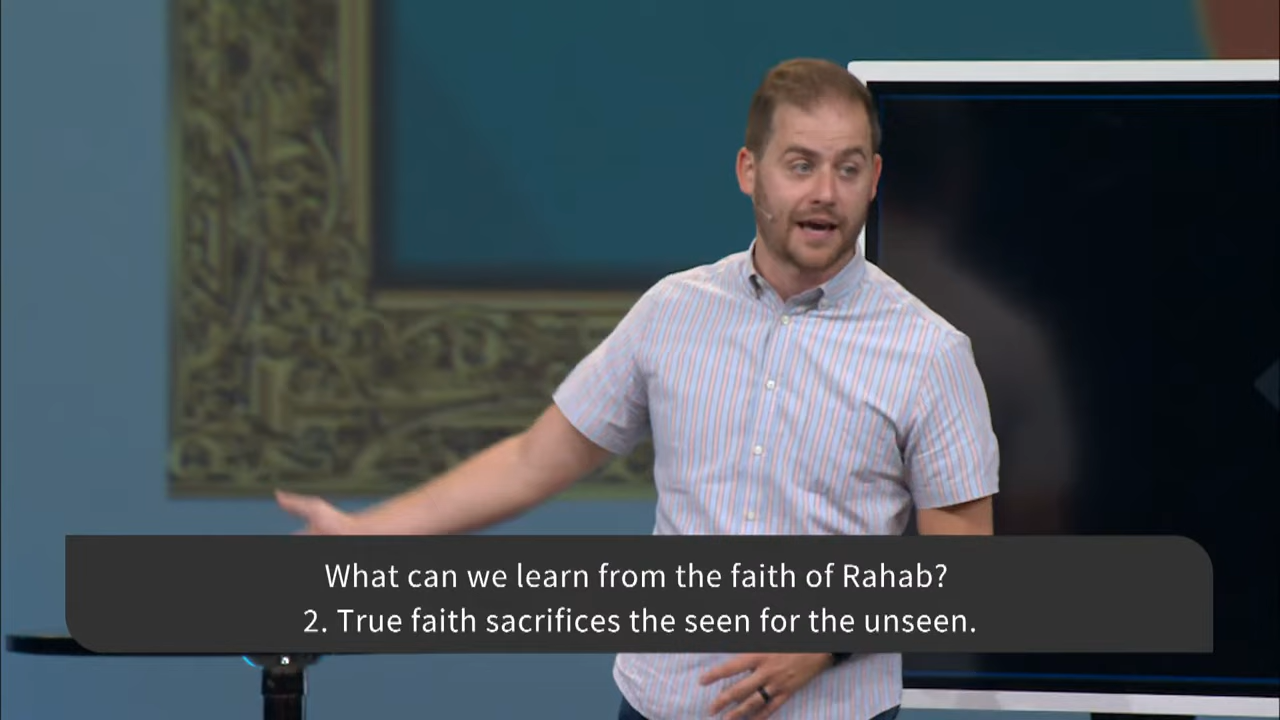 What can we learn from the faith of Rahab?
2. True faith sacrifices the seen for the unseen.